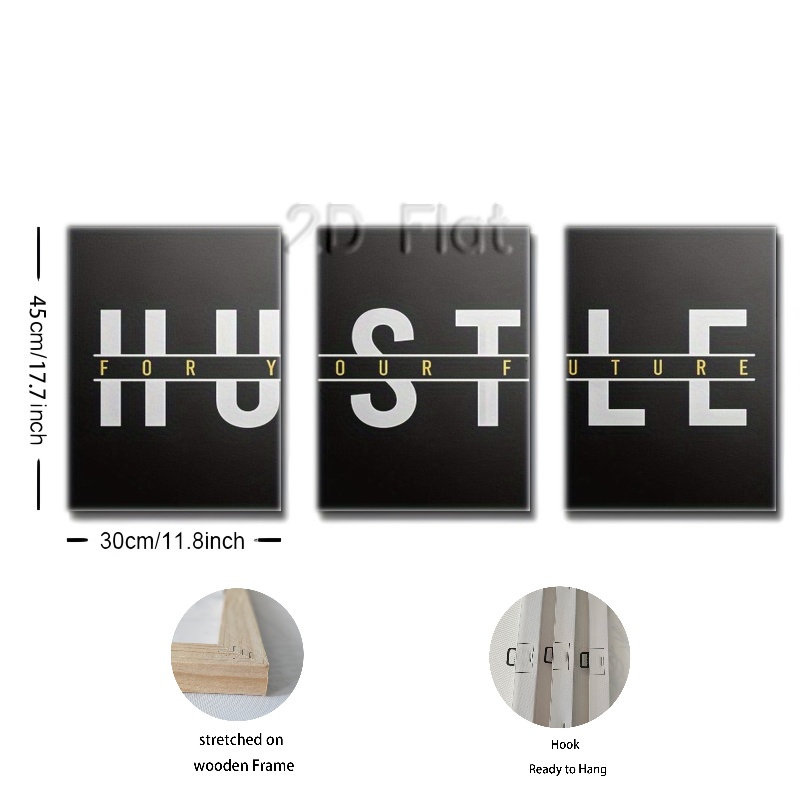 2D Flat
HUSTLE
FOR YOUR FUTURE
45cm/17.7inch
30cm/11.8inch
stretched on
wooden Frame
Hook
Ready to Hang